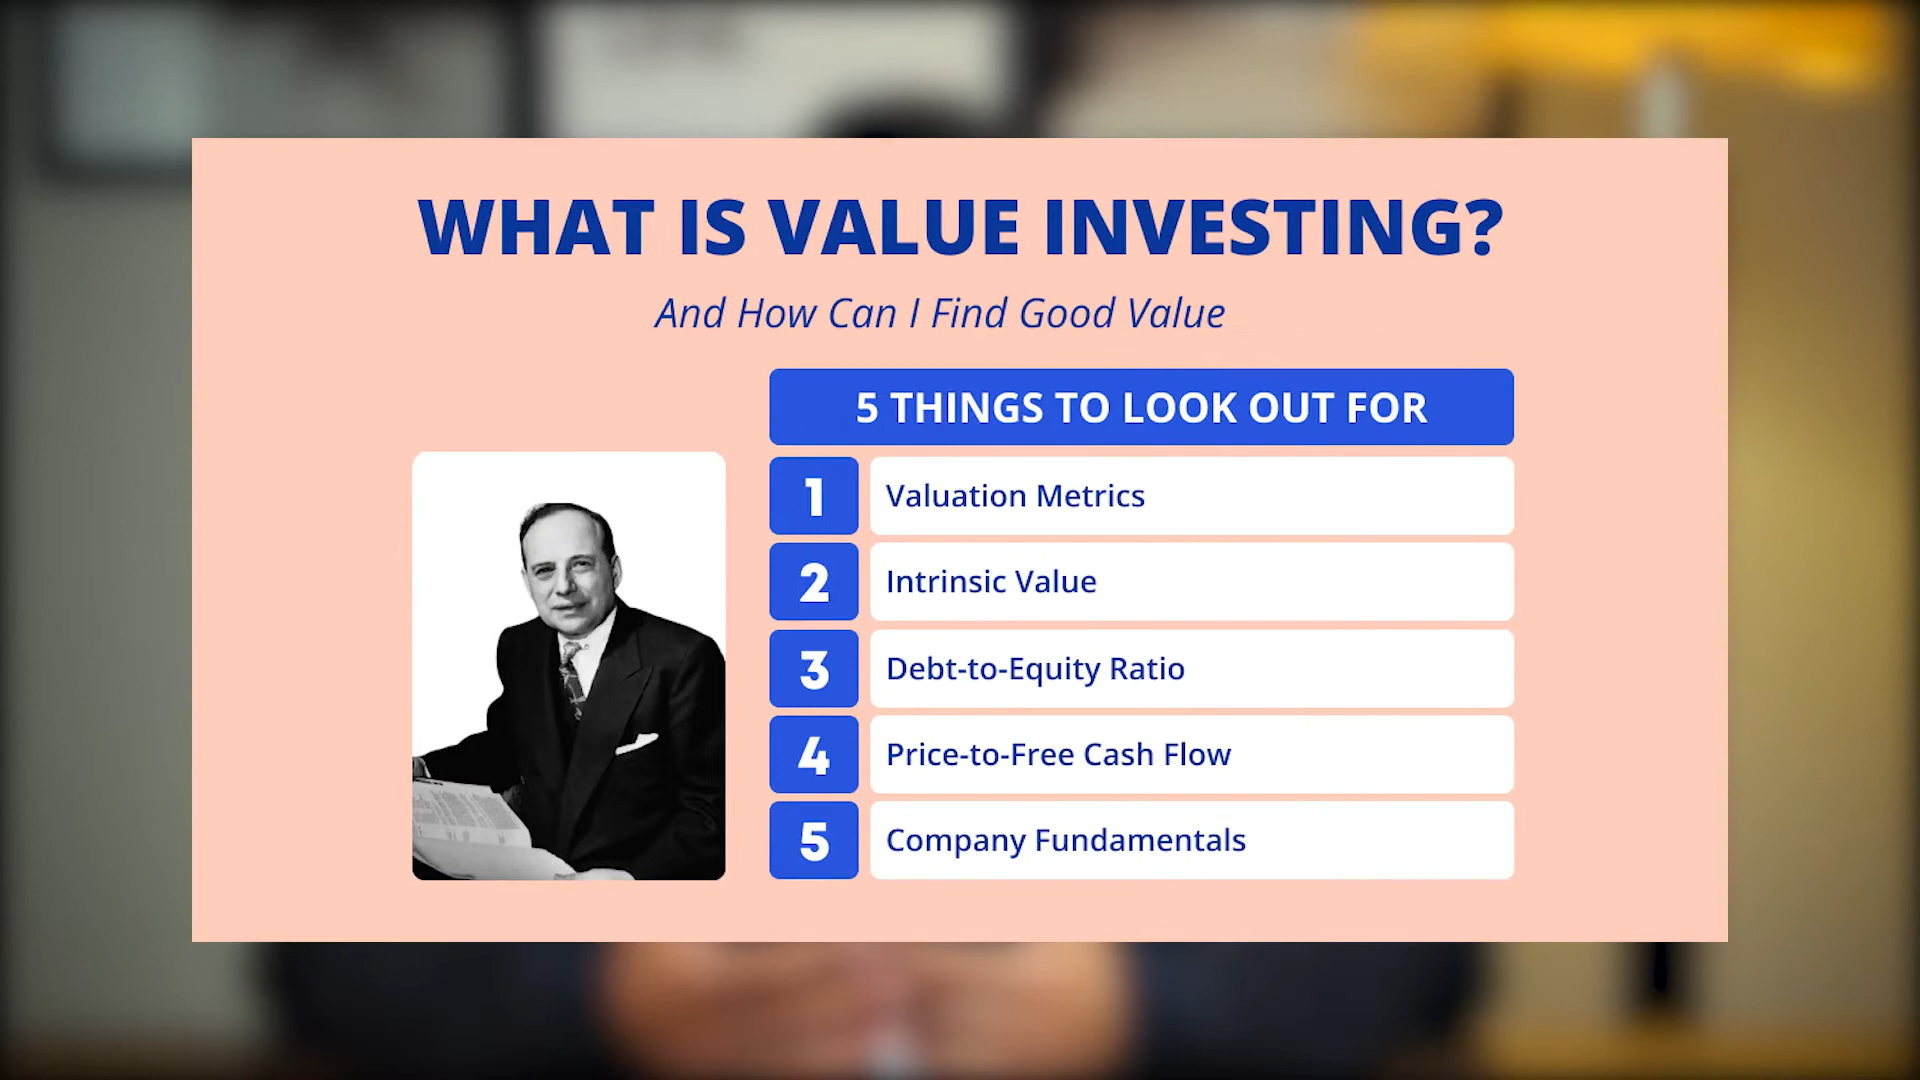 WHAT IS VALUE INVESTING?
And How Can I Find Good Value
5 THINGS TO LOOK OUT FOR
1 Valuation Metrics
2 Intrinsic Value
3 Debt-to-Equity Ratio
4 Price-to-Free Cash Flow
5 Company Fundamentals